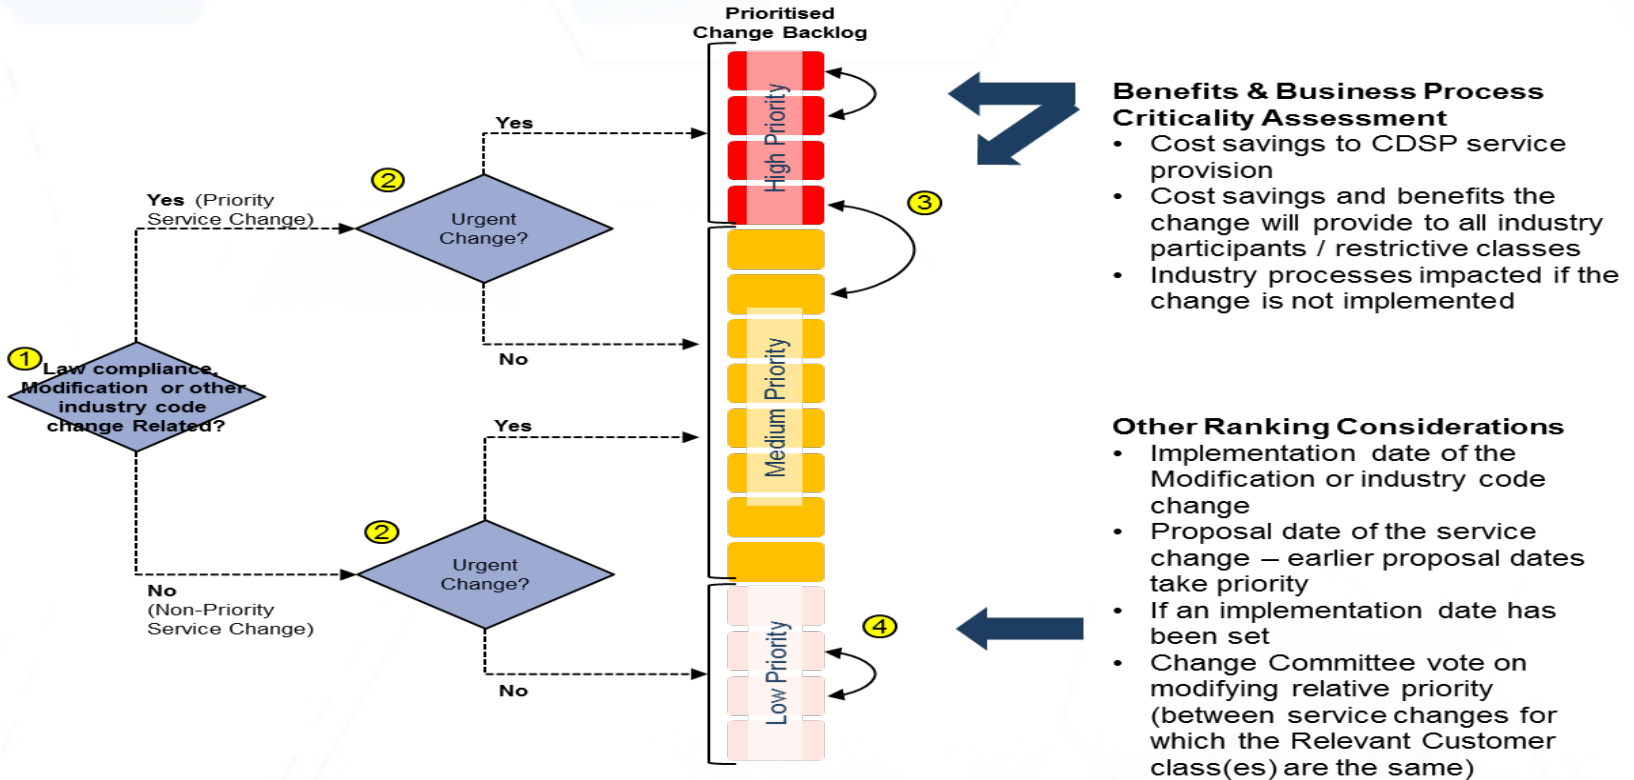 Prioritised
Change Backlog
Yes
2
Yes (Priority
Service Change)
Urgent
Change?
No
1
Law compliance,
Modification or other
industry code
change Related?
Yes
2
No
(Non-Priority
Service Change)
Urgent
Change?
No
High Priority
Medium Priority
Low Priority
3
4
Benefits & Business Process
Criticality Assessment
• Cost savings to CDSP service
provision
• Cost savings and benefits the
change will provide to all industry
participants / restrictive classes
• Industry processes impacted if the
change is not implemented
Other Ranking Considerations
• Implementation date of the
Modification or industry code
change
• Proposal date of the service
change – earlier proposal dates
take priority
• If an implementation date has
been set
• Change Committee vote on
modifying relative priority
(between service changes for
which the Relevant Customer
class(es) are the same)